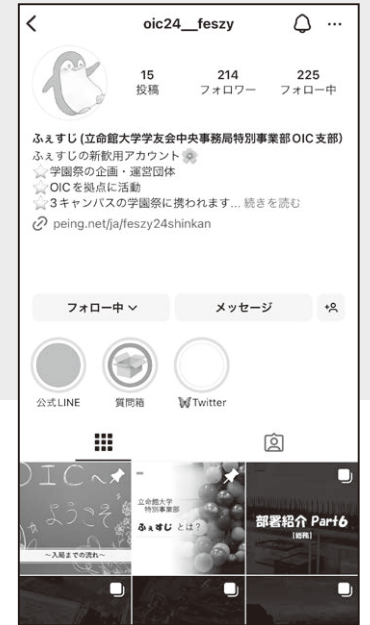 oic24__feszy
15 214 225
投稿 フォロワー フォロー中
ふぇすじ (立命館大学学友会中央事務局特別事業部OIC支部)
ふぇすじの新歓用アカウント🌸
☆学園祭の企画・運営団体
☆OICを拠点に活動
☆3キャンパスの学園祭に携われます... 続きを読む
peing.net/ja/feszy24shinkan
フォロー中 メッセージ
公式LINE 質問箱 🦋Twitter
OICへ
ようこそ
〜入局までの流れ〜
立命館大学
特別事業部
ふぇすじ とは?
部署紹介 Part6
[総務]